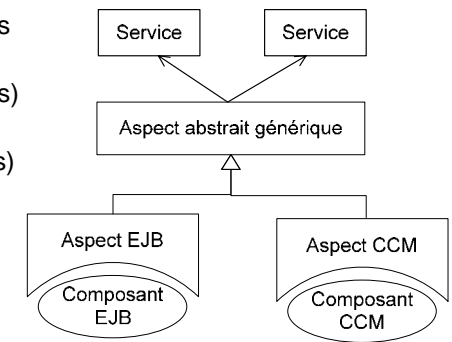 s
Service Service
s)
Aspect abstrait générique
s)
Aspect EJB Aspect CCM
Composant
EJB
Composant
CCM